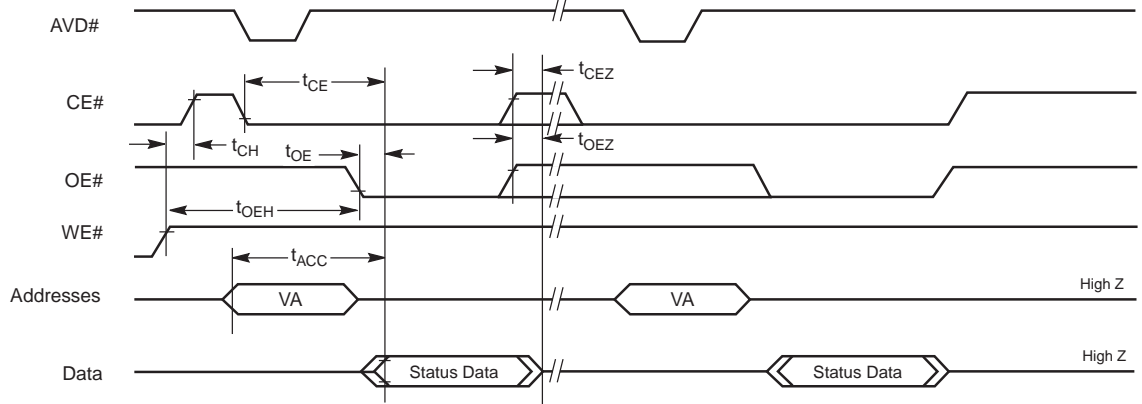 AVD#
tCE
tCEZ
CE#
tCH
tOE
tOEZ
OE#
tOEH
WE#
tACC
Addresses
VA
VA
High Z
Data
Status Data
Status Data
High Z